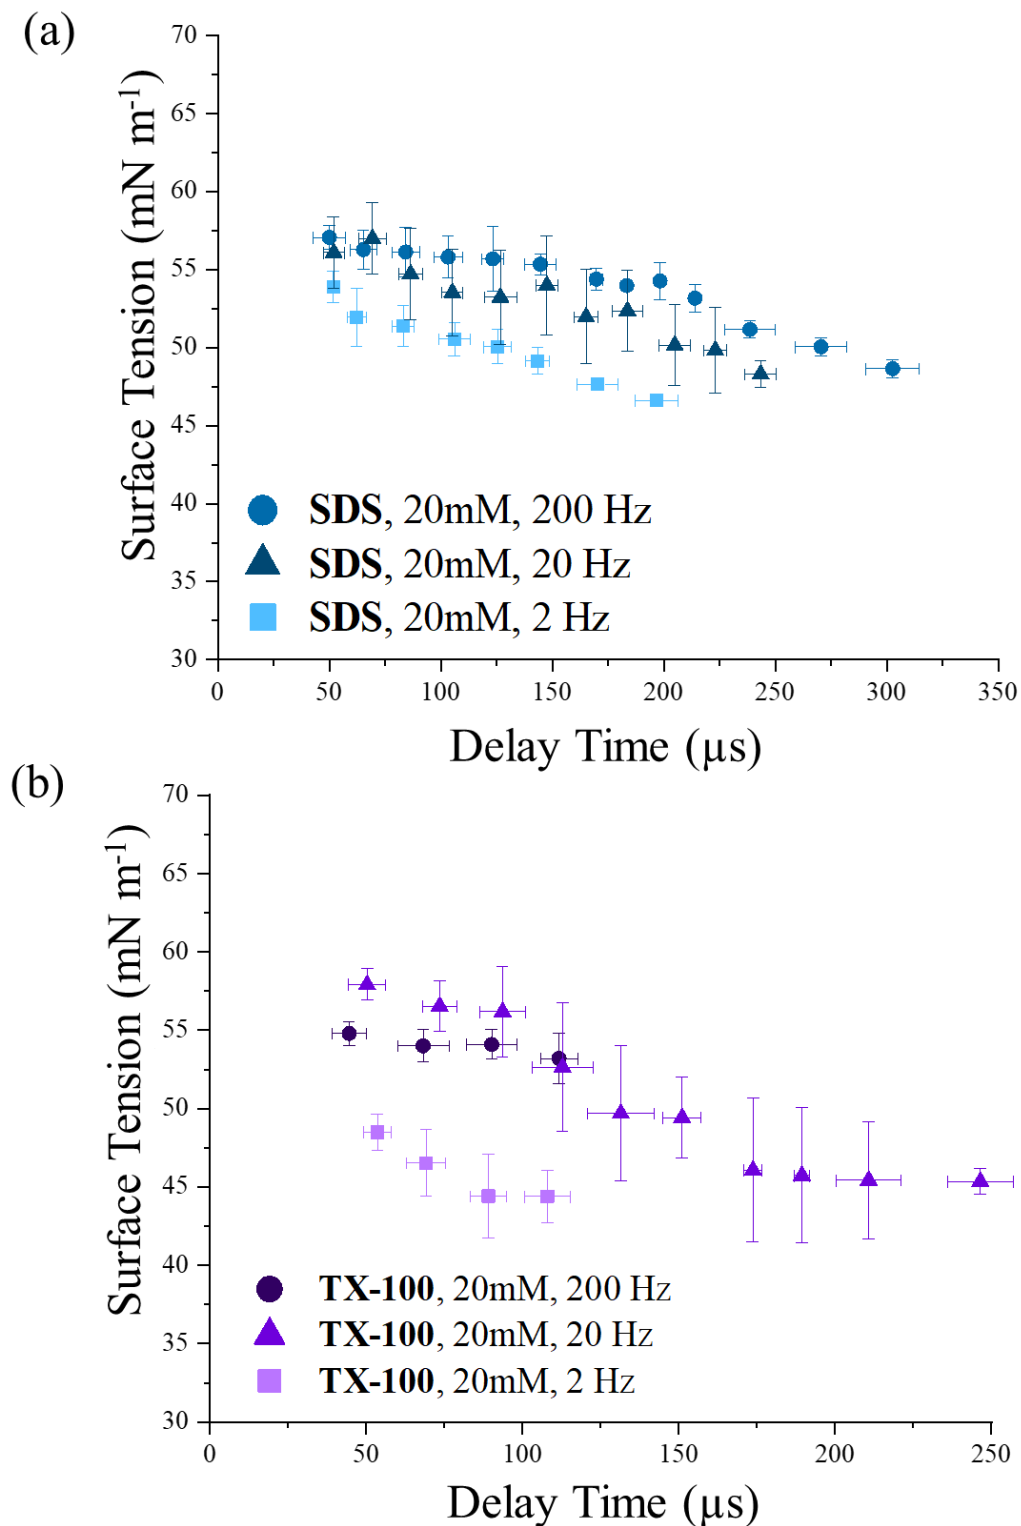 (a)
Surface Tension (mN m⁻¹)
70
65
60
55
50
45
40
35
30
SDS, 20mM, 200 Hz
SDS, 20mM, 20 Hz
SDS, 20mM, 2 Hz
0 50 100 150 200 250 300 350
Delay Time (µs)
(b)
Surface Tension (mN m⁻¹)
70
65
60
55
50
45
40
35
30
TX-100, 20mM, 200 Hz
TX-100, 20mM, 20 Hz
TX-100, 20mM, 2 Hz
0 50 100 150 200 250
Delay Time (µs)